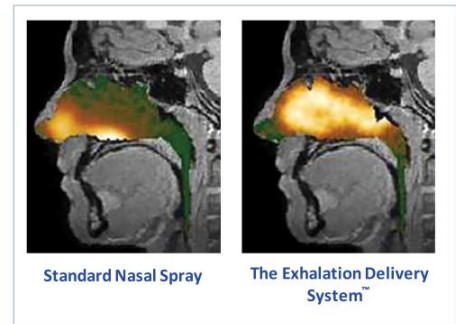 Standard Nasal Spray
The Exhalation Delivery
System™